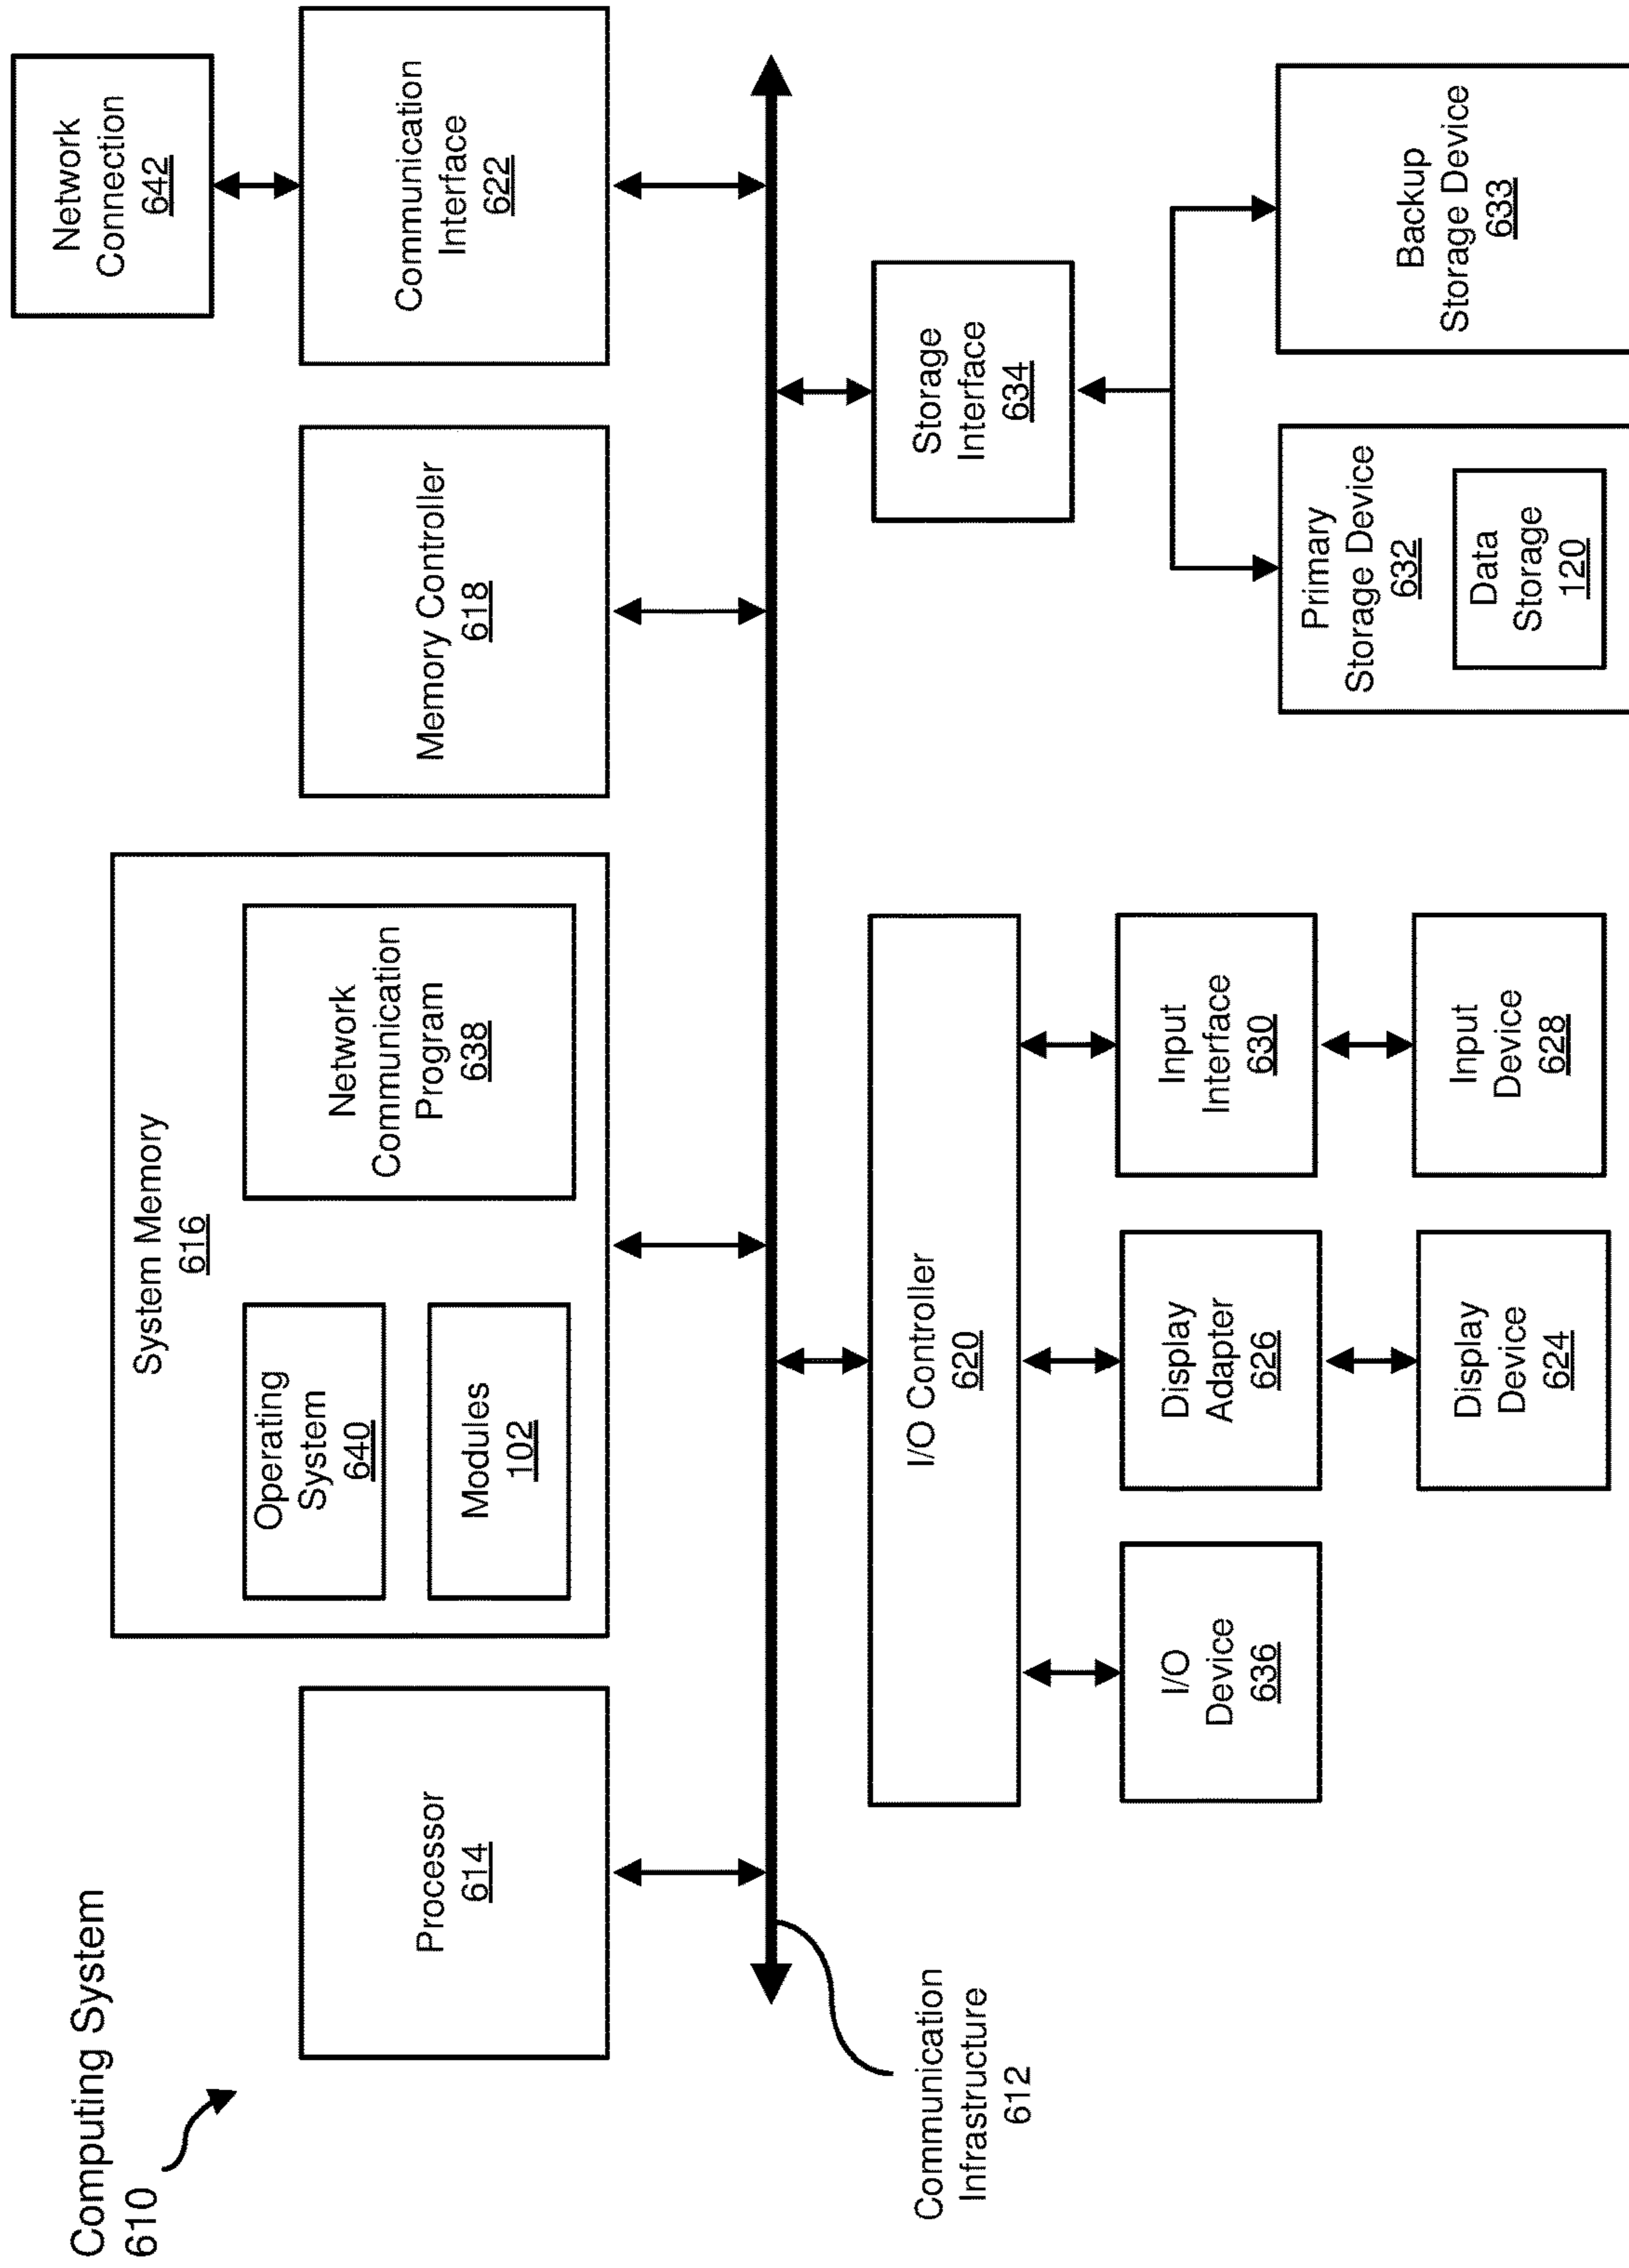 Computing System
610
Processor
614
System Memory
616
Operating
System
640
Modules
102
Network
Communication
Program
638
Memory Controller
618
Network
Connection
642
Communication
Interface
622
Communication
Infrastructure
612
I/O Controller
620
Storage
Interface
634
I/O
Device
636
Display
Adapter
626
Input
Interface
630
Display
Device
624
Input
Device
628
Primary
Storage Device
632
Data
Storage
120
Backup
Storage Device
633